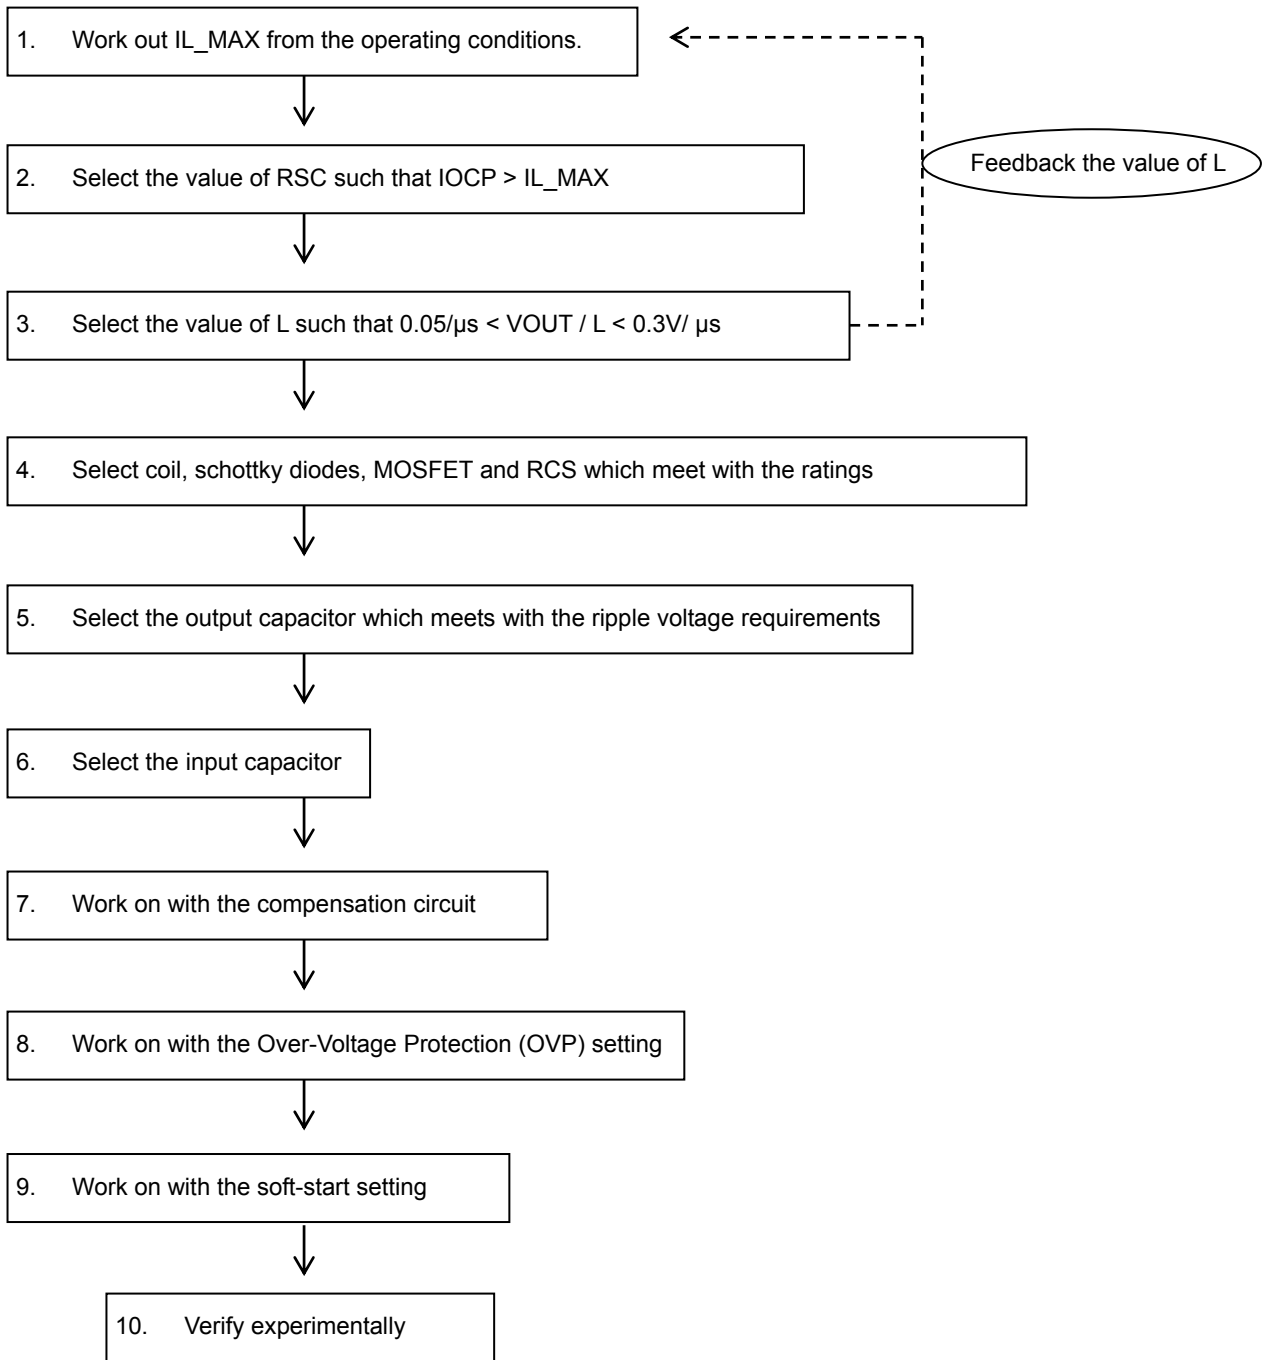 1. Work out IL_MAX from the operating conditions.
2. Select the value of RSC such that IOCP > IL_MAX
Feedback the value of L
3. Select the value of L such that 0.05/µs < VOUT / L < 0.3V/ µs
4. Select coil, schottky diodes, MOSFET and RCS which meet with the ratings
5. Select the output capacitor which meets with the ripple voltage requirements
6. Select the input capacitor
7. Work on with the compensation circuit
8. Work on with the Over-Voltage Protection (OVP) setting
9. Work on with the soft-start setting
10. Verify experimentally